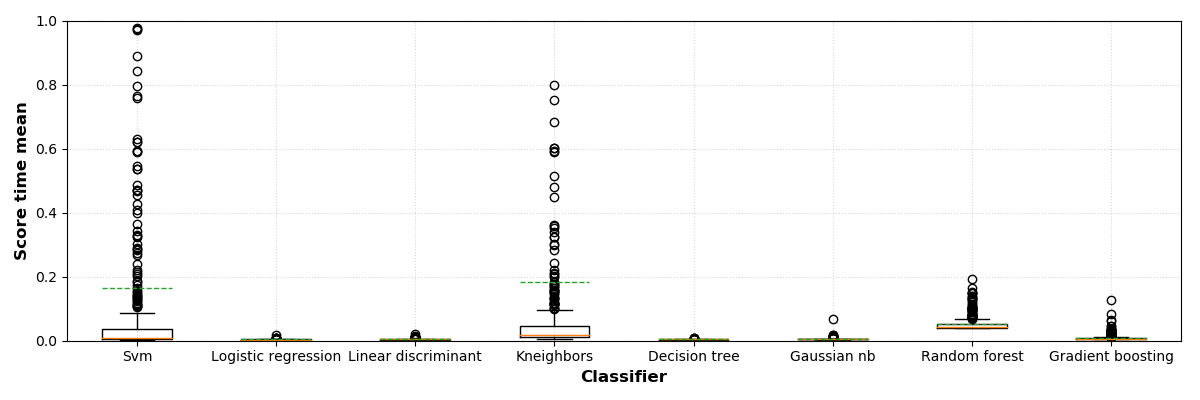 Score time mean
1.0
0.8
0.6
0.4
0.2
0.0
Svm Logistic regression Linear discriminant Kneighbors Decision tree Gaussian nb Random forest Gradient boosting
Classifier